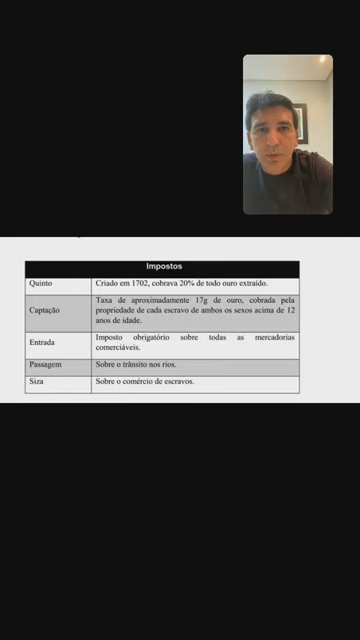 Impostos
Quinto
Criado em 1702, cobrava 20% de todo ouro extraído.
Captação
Taxa de aproximadamente 17g de ouro, cobrada pela
propriedade de cada escravo de ambos os sexos acima de 12
anos de idade.
Entrada
Imposto obrigatório sobre todas as mercadorias
comerciáveis.
Passagem
Sobre o trânsito nos rios.
Siza
Sobre o comércio de escravos.